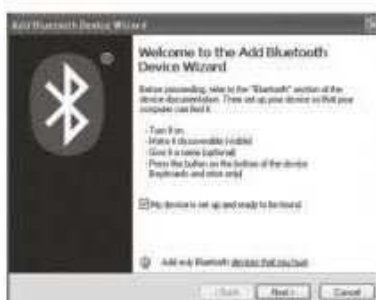 Add Bluetooth Device Wizard
Welcome to the Add Bluetooth
Device Wizard
Before proceeding, refer to the "Bluetooth" section of the
device documentation. Then set up your device so that your
computer can find it:
- Turn it on
- Make it discoverable (visible)
- Give it a name (optional)
- Press the button on the bottom of the device
(keyboards and mice only)
My device is set up and ready to be found.
Add only Bluetooth devices that you trust.
< Back
Next >
Cancel